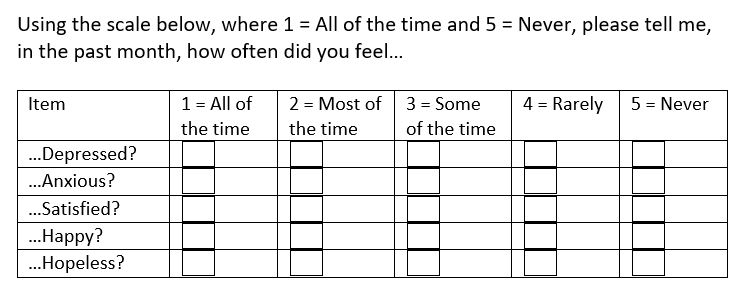 Using the scale below, where 1 = All of the time and 5 = Never, please tell me,
in the past month, how often did you feel...
Item 1 = All of the time 2 = Most of the time 3 = Some of the time 4 = Rarely 5 = Never
...Depressed?
...Anxious?
...Satisfied?
...Happy?
...Hopeless?